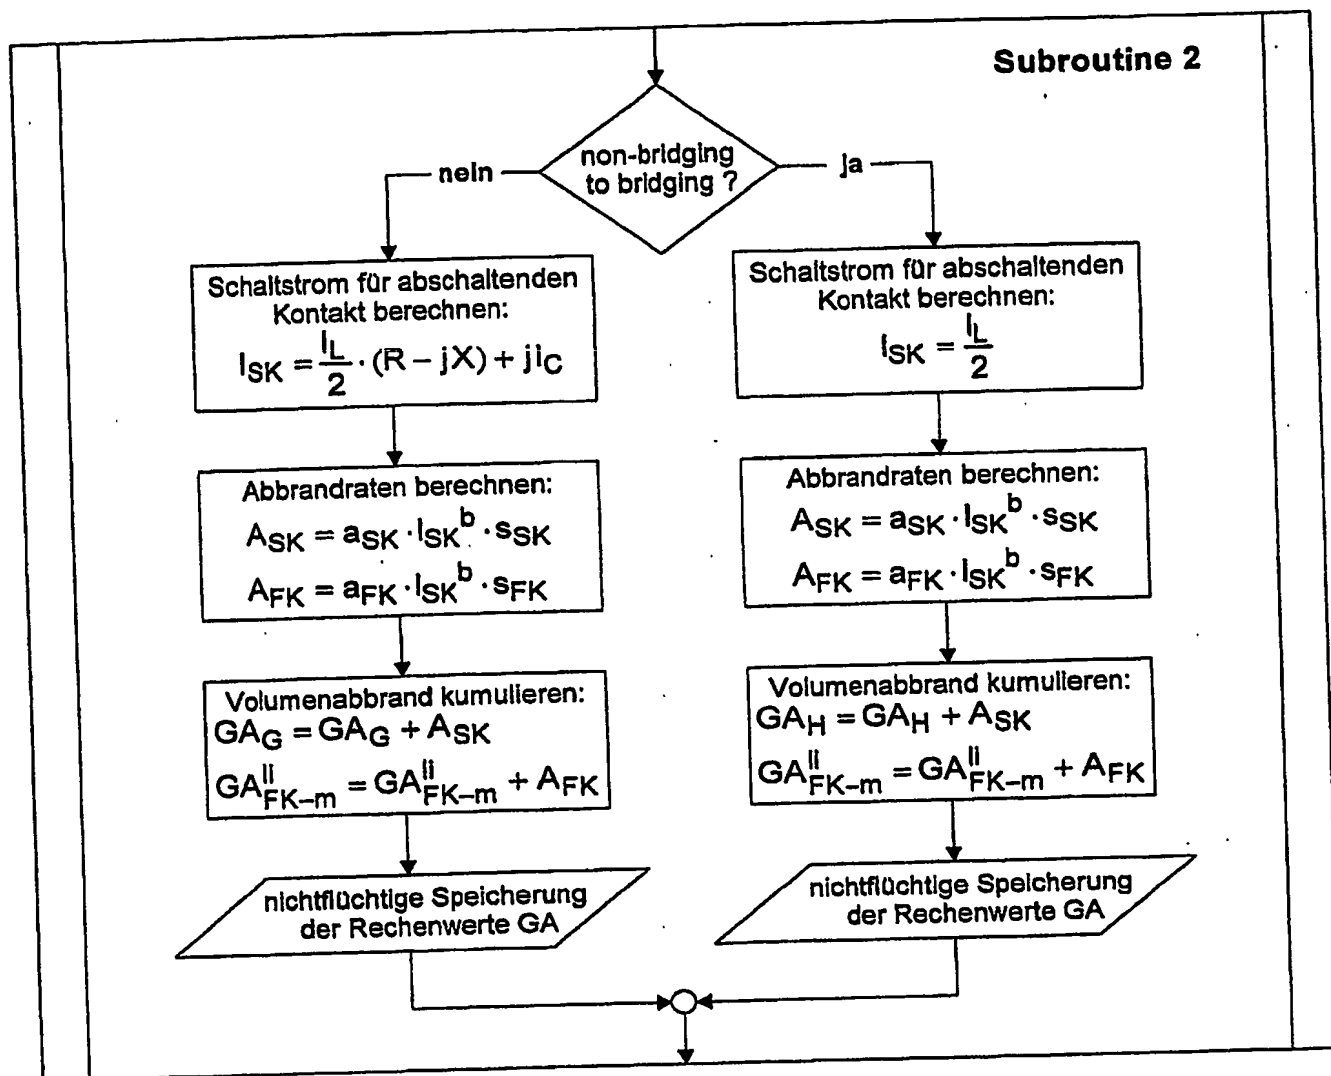 Subroutine 2
non-bridging
to bridging ?
nein
ja
Schaltstrom für abschaltenden
Kontakt berechnen:
I_SK = I_L/2 · (R – jX) + jI_C
Abbrandraten berechnen:
A_SK = a_SK · I_SK^b · s_SK
A_FK = a_FK · I_SK^b · s_FK
Volumenabbrand kumulieren:
GA_G = GA_G + A_SK
GA^II_FK–m = GA^II_FK–m + A_FK
nichtflüchtige Speicherung
der Rechenwerte GA
Schaltstrom für abschaltenden
Kontakt berechnen:
I_SK = I_L/2
Abbrandraten berechnen:
A_SK = a_SK · I_SK^b · s_SK
A_FK = a_FK · I_SK^b · s_FK
Volumenabbrand kumulieren:
GA_H = GA_H + A_SK
GA^II_FK–m = GA^II_FK–m + A_FK
nichtflüchtige Speicherung
der Rechenwerte GA